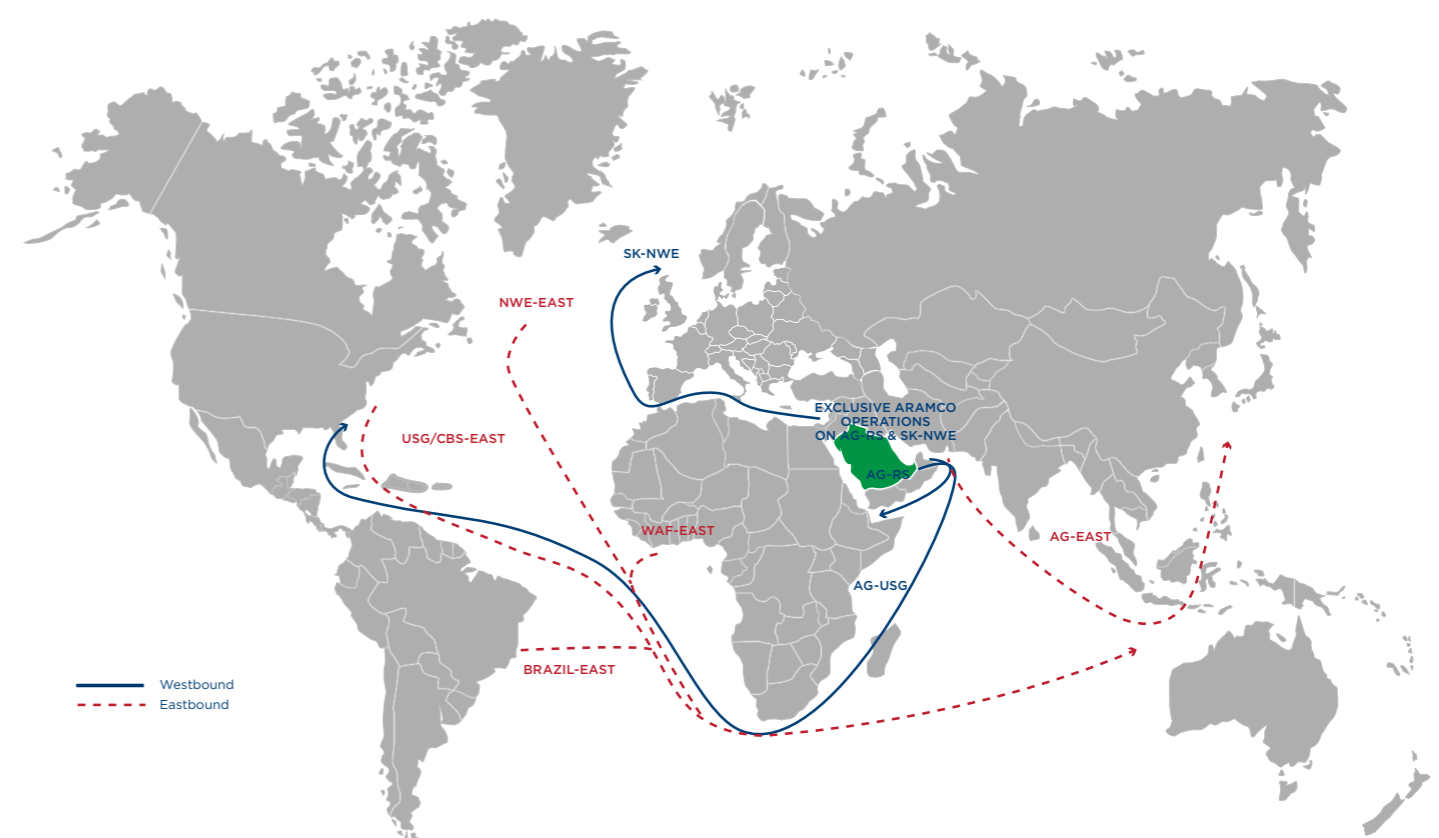 SK-NWE
NWE-EAST
EXCLUSIVE ARAMCO
OPERATIONS
ON AG-RS & SK-NWE
USG/CBS-EAST
AG-RS
WAF-EAST
AG-EAST
AG-USG
BRAZIL-EAST
Westbound
Eastbound